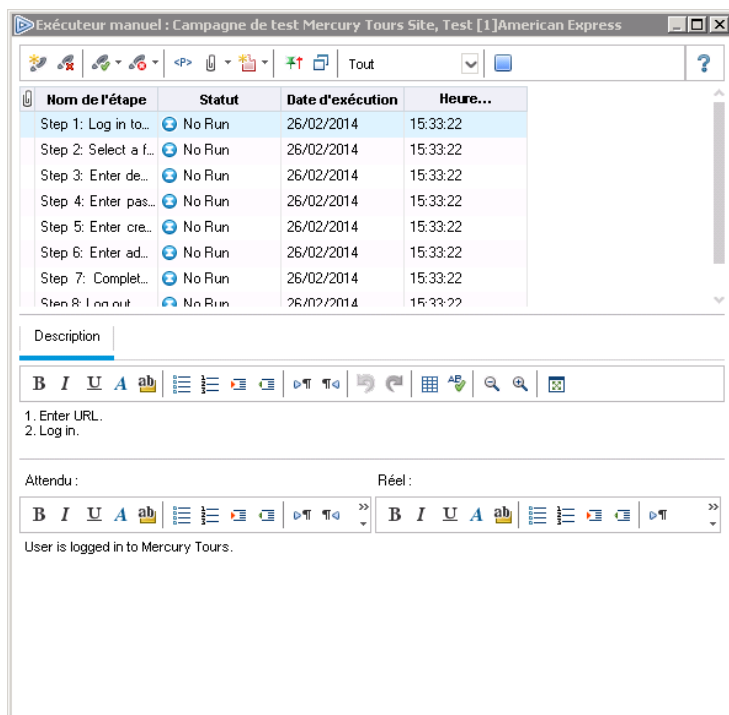 Exécuteur manuel : Campagne de test Mercury Tours Site, Test [1]American Express
<P> Tout ?
Nom de l'étape Statut Date d'exécution Heure...
Step 1: Log in to... No Run 26/02/2014 15:33:22
Step 2: Select a f... No Run 26/02/2014 15:33:22
Step 3: Enter de... No Run 26/02/2014 15:33:22
Step 4: Enter pas... No Run 26/02/2014 15:33:22
Step 5: Enter cre... No Run 26/02/2014 15:33:22
Step 6: Enter ad... No Run 26/02/2014 15:33:22
Step 7: Complet... No Run 26/02/2014 15:33:22
Step 8: Log out No Run 26/02/2014 15:33:22
Description
B I U A ab
1. Enter URL.
2. Log in.
Attendu : Réel :
B I U A ab B I U A ab
User is logged in to Mercury Tours.